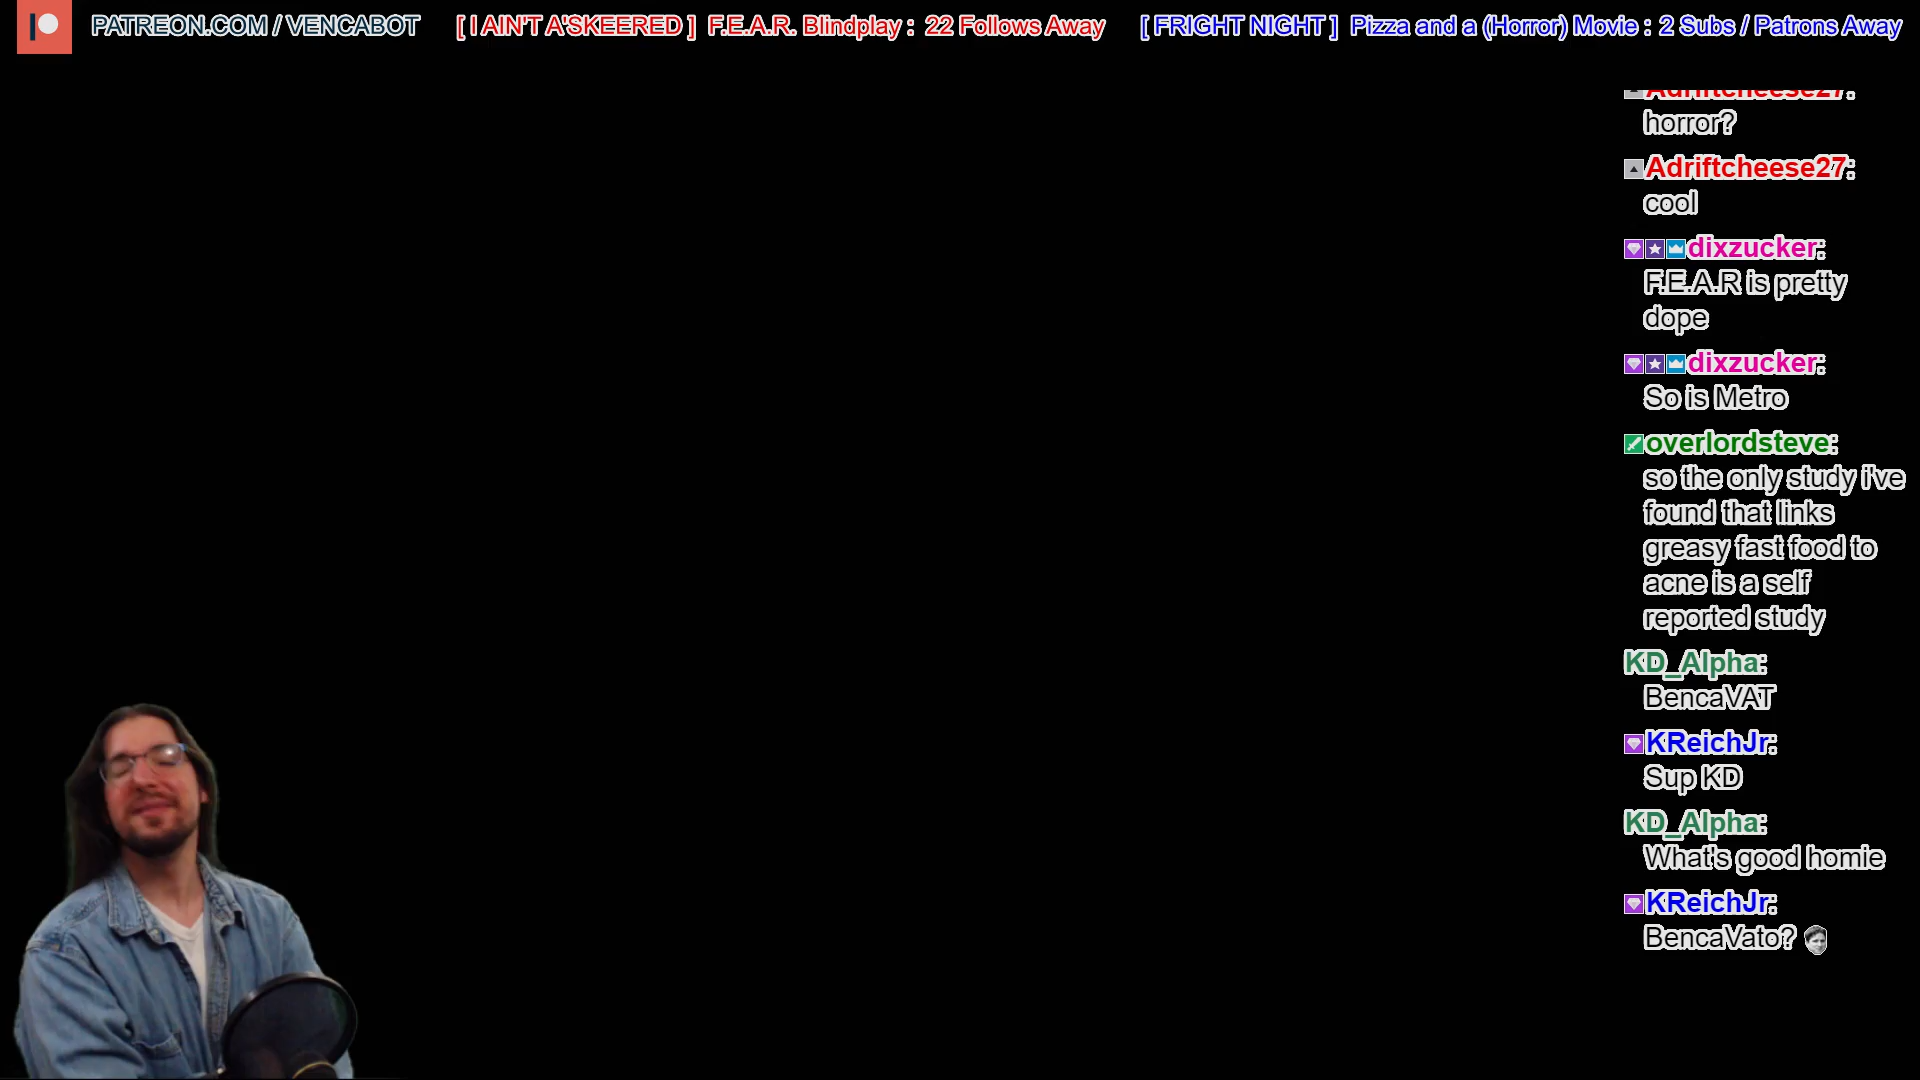 PATREON.COM / VENCABOT [ I AIN'T A'SKEERED ] F.E.A.R. Blindplay : 22 Follows Away [ FRIGHT NIGHT ] Pizza and a (Horror) Movie : 2 Subs / Patrons Away
Adriftcheese27:
horror?
Adriftcheese27:
cool
dixzucker:
F.E.A.R is pretty
dope
dixzucker:
So is Metro
overlordsteve:
so the only study i've
found that links
greasy fast food to
acne is a self
reported study
KD_Alpha:
BencaVAT
KReichJr:
Sup KD
KD_Alpha:
What's good homie
KReichJr:
BencaVato?